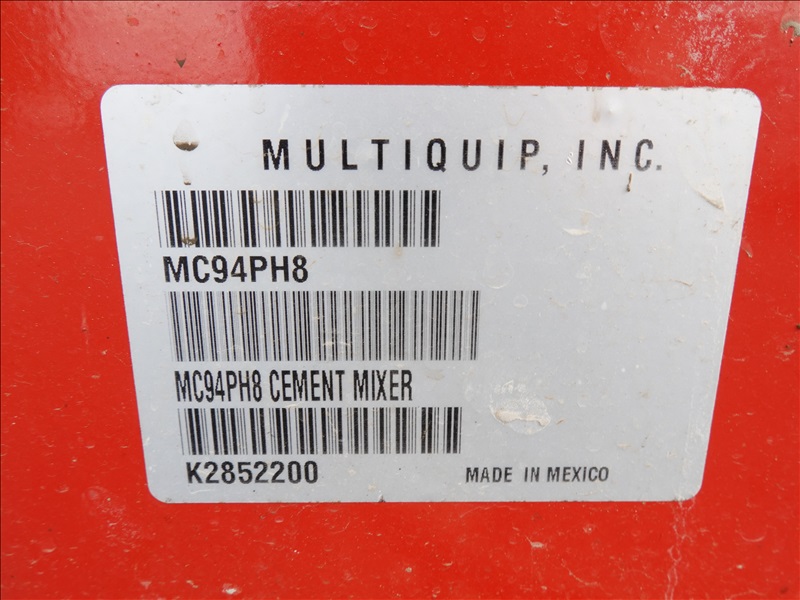 MULTIQUIP, INC.
MC94PH8
MC94PH8 CEMENT MIXER
K2852200
MADE IN MEXICO